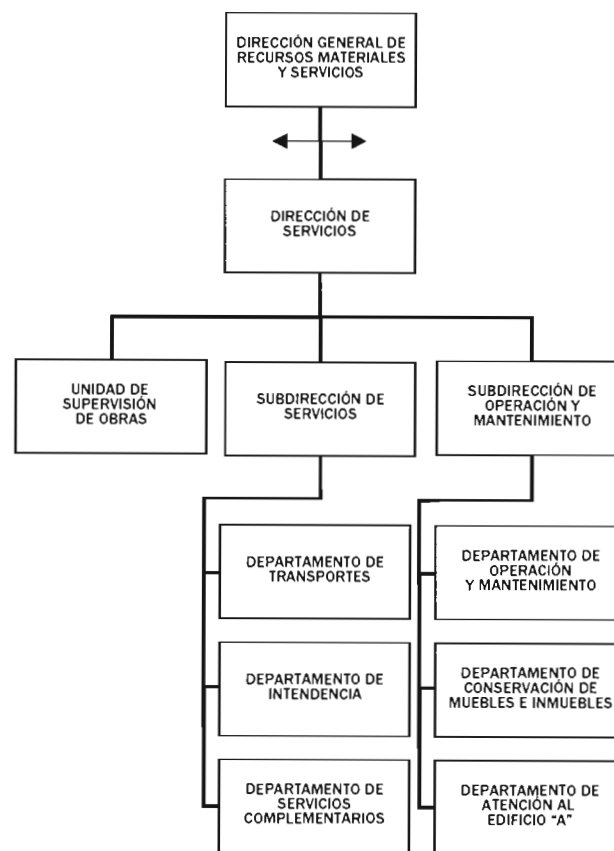 DIRECCIÓN GENERAL DE
RECURSOS MATERIALES
Y SERVICIOS
DIRECCIÓN DE
SERVICIOS
UNIDAD DE
SUPERVISIÓN
DE OBRAS
SUBDIRECCIÓN DE
SERVICIOS
SUBDIRECCIÓN DE
OPERACIÓN Y
MANTENIMIENTO
DEPARTAMENTO DE
TRANSPORTES
DEPARTAMENTO DE
OPERACIÓN
Y MANTENIMIENTO
DEPARTAMENTO DE
INTENDENCIA
DEPARTAMENTO DE
CONSERVACIÓN DE
MUEBLES E INMUEBLES
DEPARTAMENTO DE
SERVICIOS
COMPLEMENTARIOS
DEPARTAMENTO DE
ATENCIÓN AL
EDIFICIO "A"